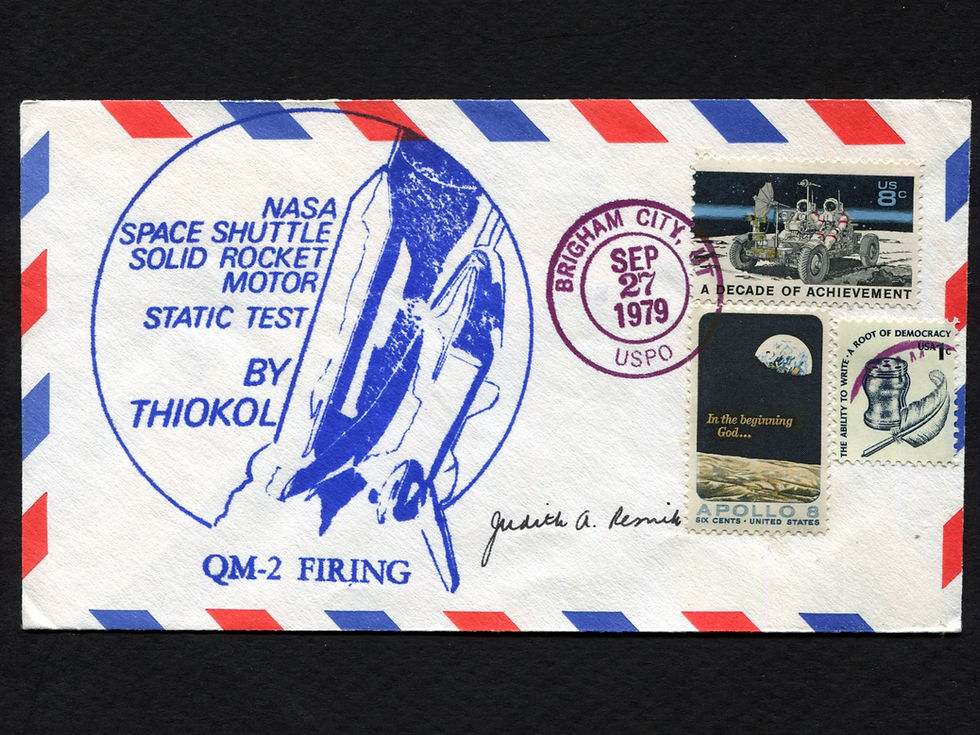 NASA
SPACE SHUTTLE
SOLID ROCKET
MOTOR
STATIC TEST
BY
THIOKOL
QM-2 FIRING
BRIGHAM CITY, UT
SEP
27
1979
USPO
US
8c
A DECADE OF ACHIEVEMENT
In the beginning
God...
APOLLO 8
SIX CENTS · UNITED STATES
THE ABILITY TO WRITE · A ROOT OF DEMOCRACY
USA 1c
Judith A. Resnik